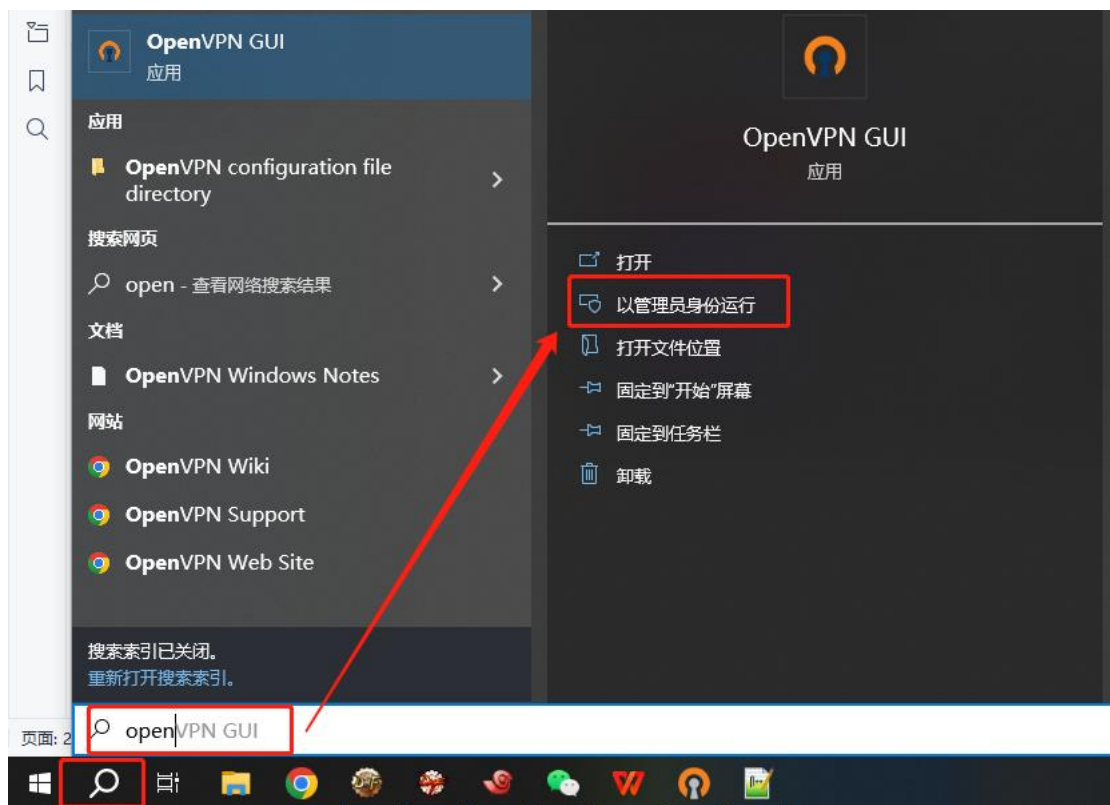 OpenVPN GUI
应用
应用
OpenVPN configuration file
directory
搜索网页
open - 查看网络搜索结果
文档
OpenVPN Windows Notes
网站
OpenVPN Wiki
OpenVPN Support
OpenVPN Web Site
搜索索引已关闭。
重新打开搜索索引。
OpenVPN GUI
应用
打开
以管理员身份运行
打开文件位置
固定到"开始"屏幕
固定到任务栏
卸载
页面: 2
openVPN GUI